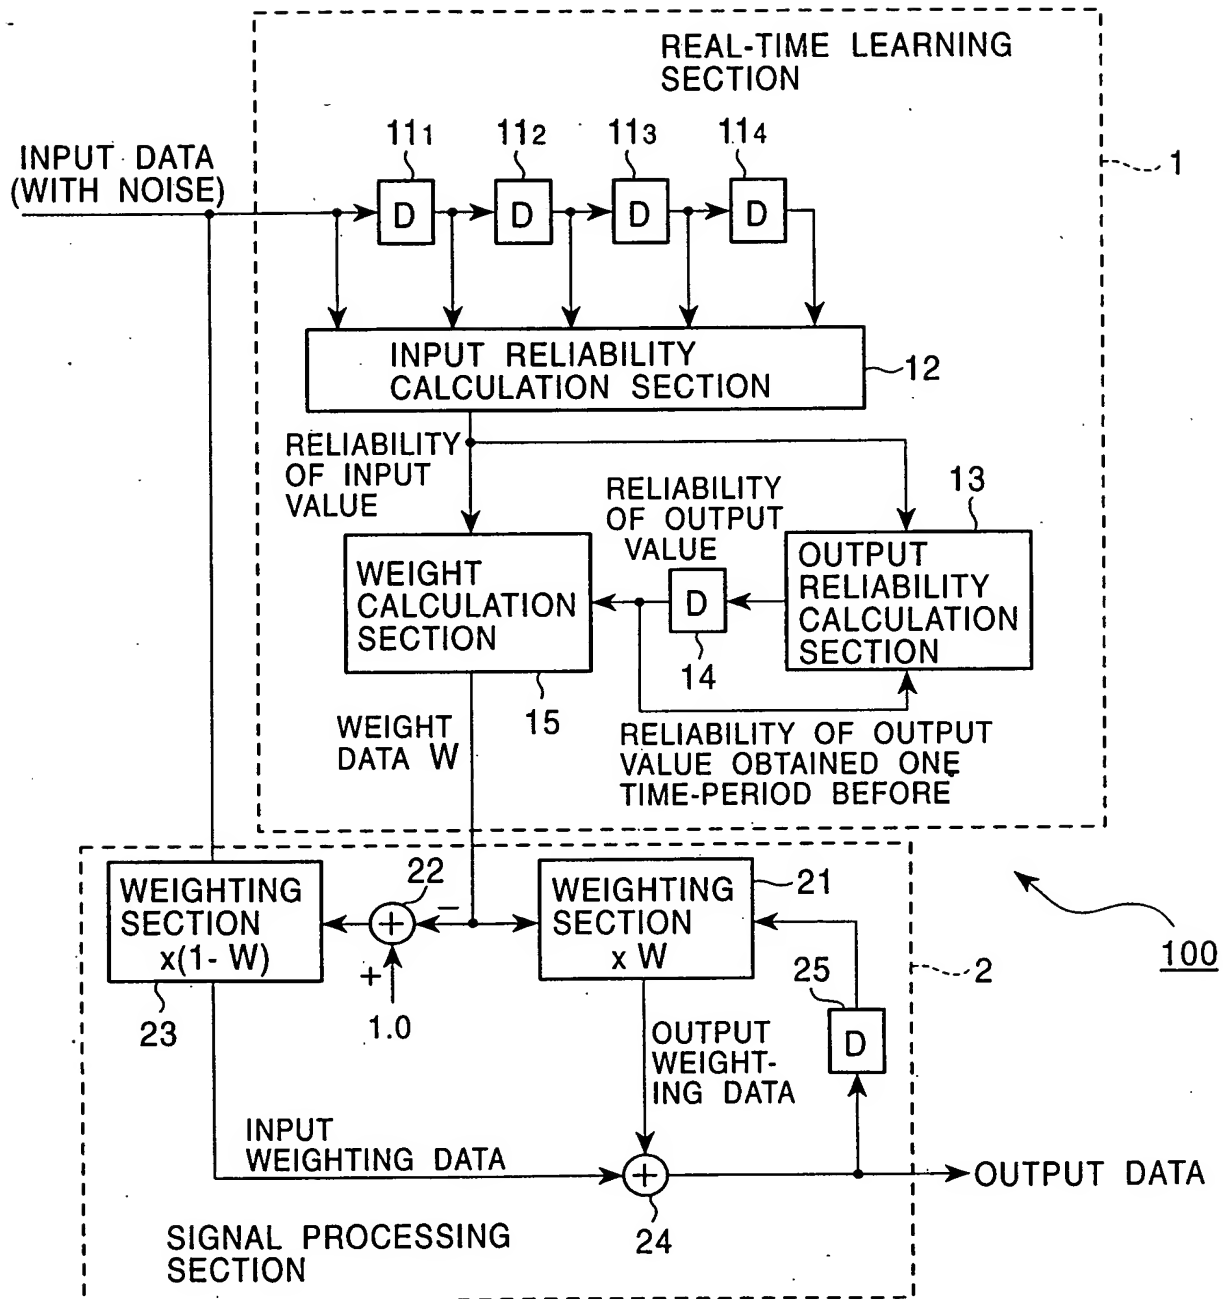 REAL-TIME LEARNING
SECTION
11₁
11₂
11₃
11₄
1
INPUT DATA
(WITH NOISE)
D
D
D
D
INPUT RELIABILITY
CALCULATION SECTION
12
RELIABILITY
OF INPUT
VALUE
RELIABILITY
OF OUTPUT
VALUE
13
WEIGHT
CALCULATION
SECTION
D
OUTPUT
RELIABILITY
CALCULATION
SECTION
14
15
WEIGHT
DATA W
RELIABILITY OF OUTPUT
VALUE OBTAINED ONE
TIME-PERIOD BEFORE
22
21
WEIGHTING
SECTION
x(1- W)
+
−
WEIGHTING
SECTION
x W
+
1.0
23
25
2
100
D
OUTPUT
WEIGHT-
ING DATA
INPUT
WEIGHTING DATA
+
OUTPUT DATA
24
SIGNAL PROCESSING
SECTION